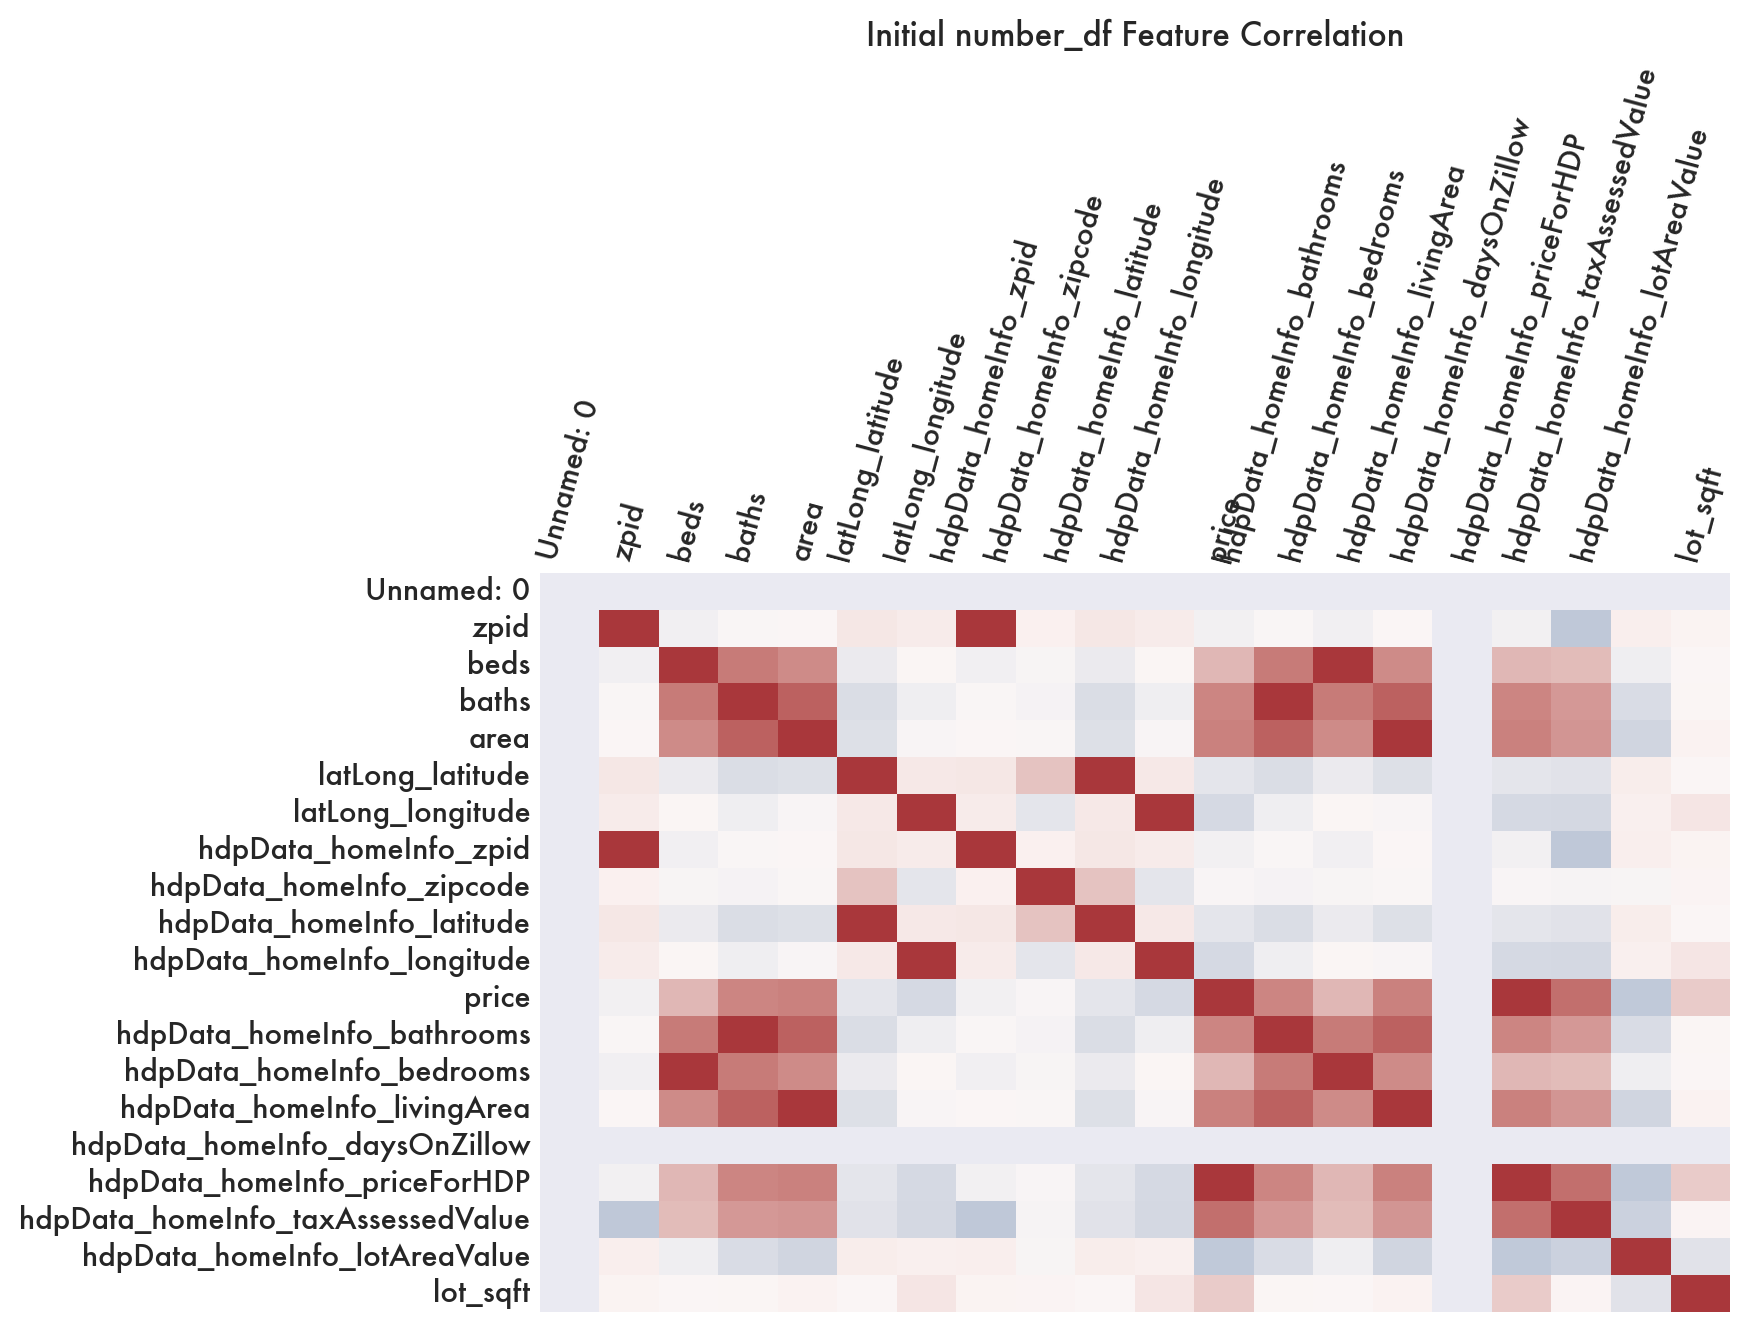 Initial number_df Feature Correlation
Unnamed: 0
zpid
beds
baths
area
latLong_latitude
latLong_longitude
hdpData_homeInfo_zpid
hdpData_homeInfo_zipcode
hdpData_homeInfo_latitude
hdpData_homeInfo_longitude
price
hdpData_homeInfo_bathrooms
hdpData_homeInfo_bedrooms
hdpData_homeInfo_livingArea
hdpData_homeInfo_daysOnZillow
hdpData_homeInfo_priceForHDP
hdpData_homeInfo_taxAssessedValue
hdpData_homeInfo_lotAreaValue
lot_sqft
Unnamed: 0
zpid
beds
baths
area
latLong_latitude
latLong_longitude
hdpData_homeInfo_zpid
hdpData_homeInfo_zipcode
hdpData_homeInfo_latitude
hdpData_homeInfo_longitude
price
hdpData_homeInfo_bathrooms
hdpData_homeInfo_bedrooms
hdpData_homeInfo_livingArea
hdpData_homeInfo_daysOnZillow
hdpData_homeInfo_priceForHDP
hdpData_homeInfo_taxAssessedValue
hdpData_homeInfo_lotAreaValue
lot_sqft